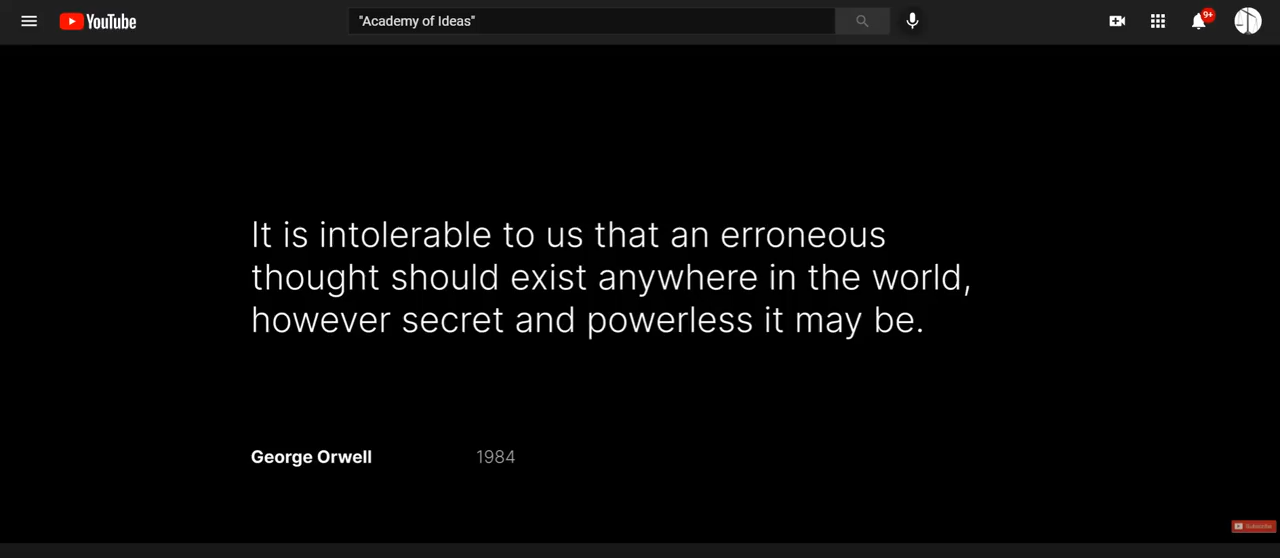 YouTube
"Academy of Ideas"
9+
It is intolerable to us that an erroneous
thought should exist anywhere in the world,
however secret and powerless it may be.
George Orwell 1984
Subscribe